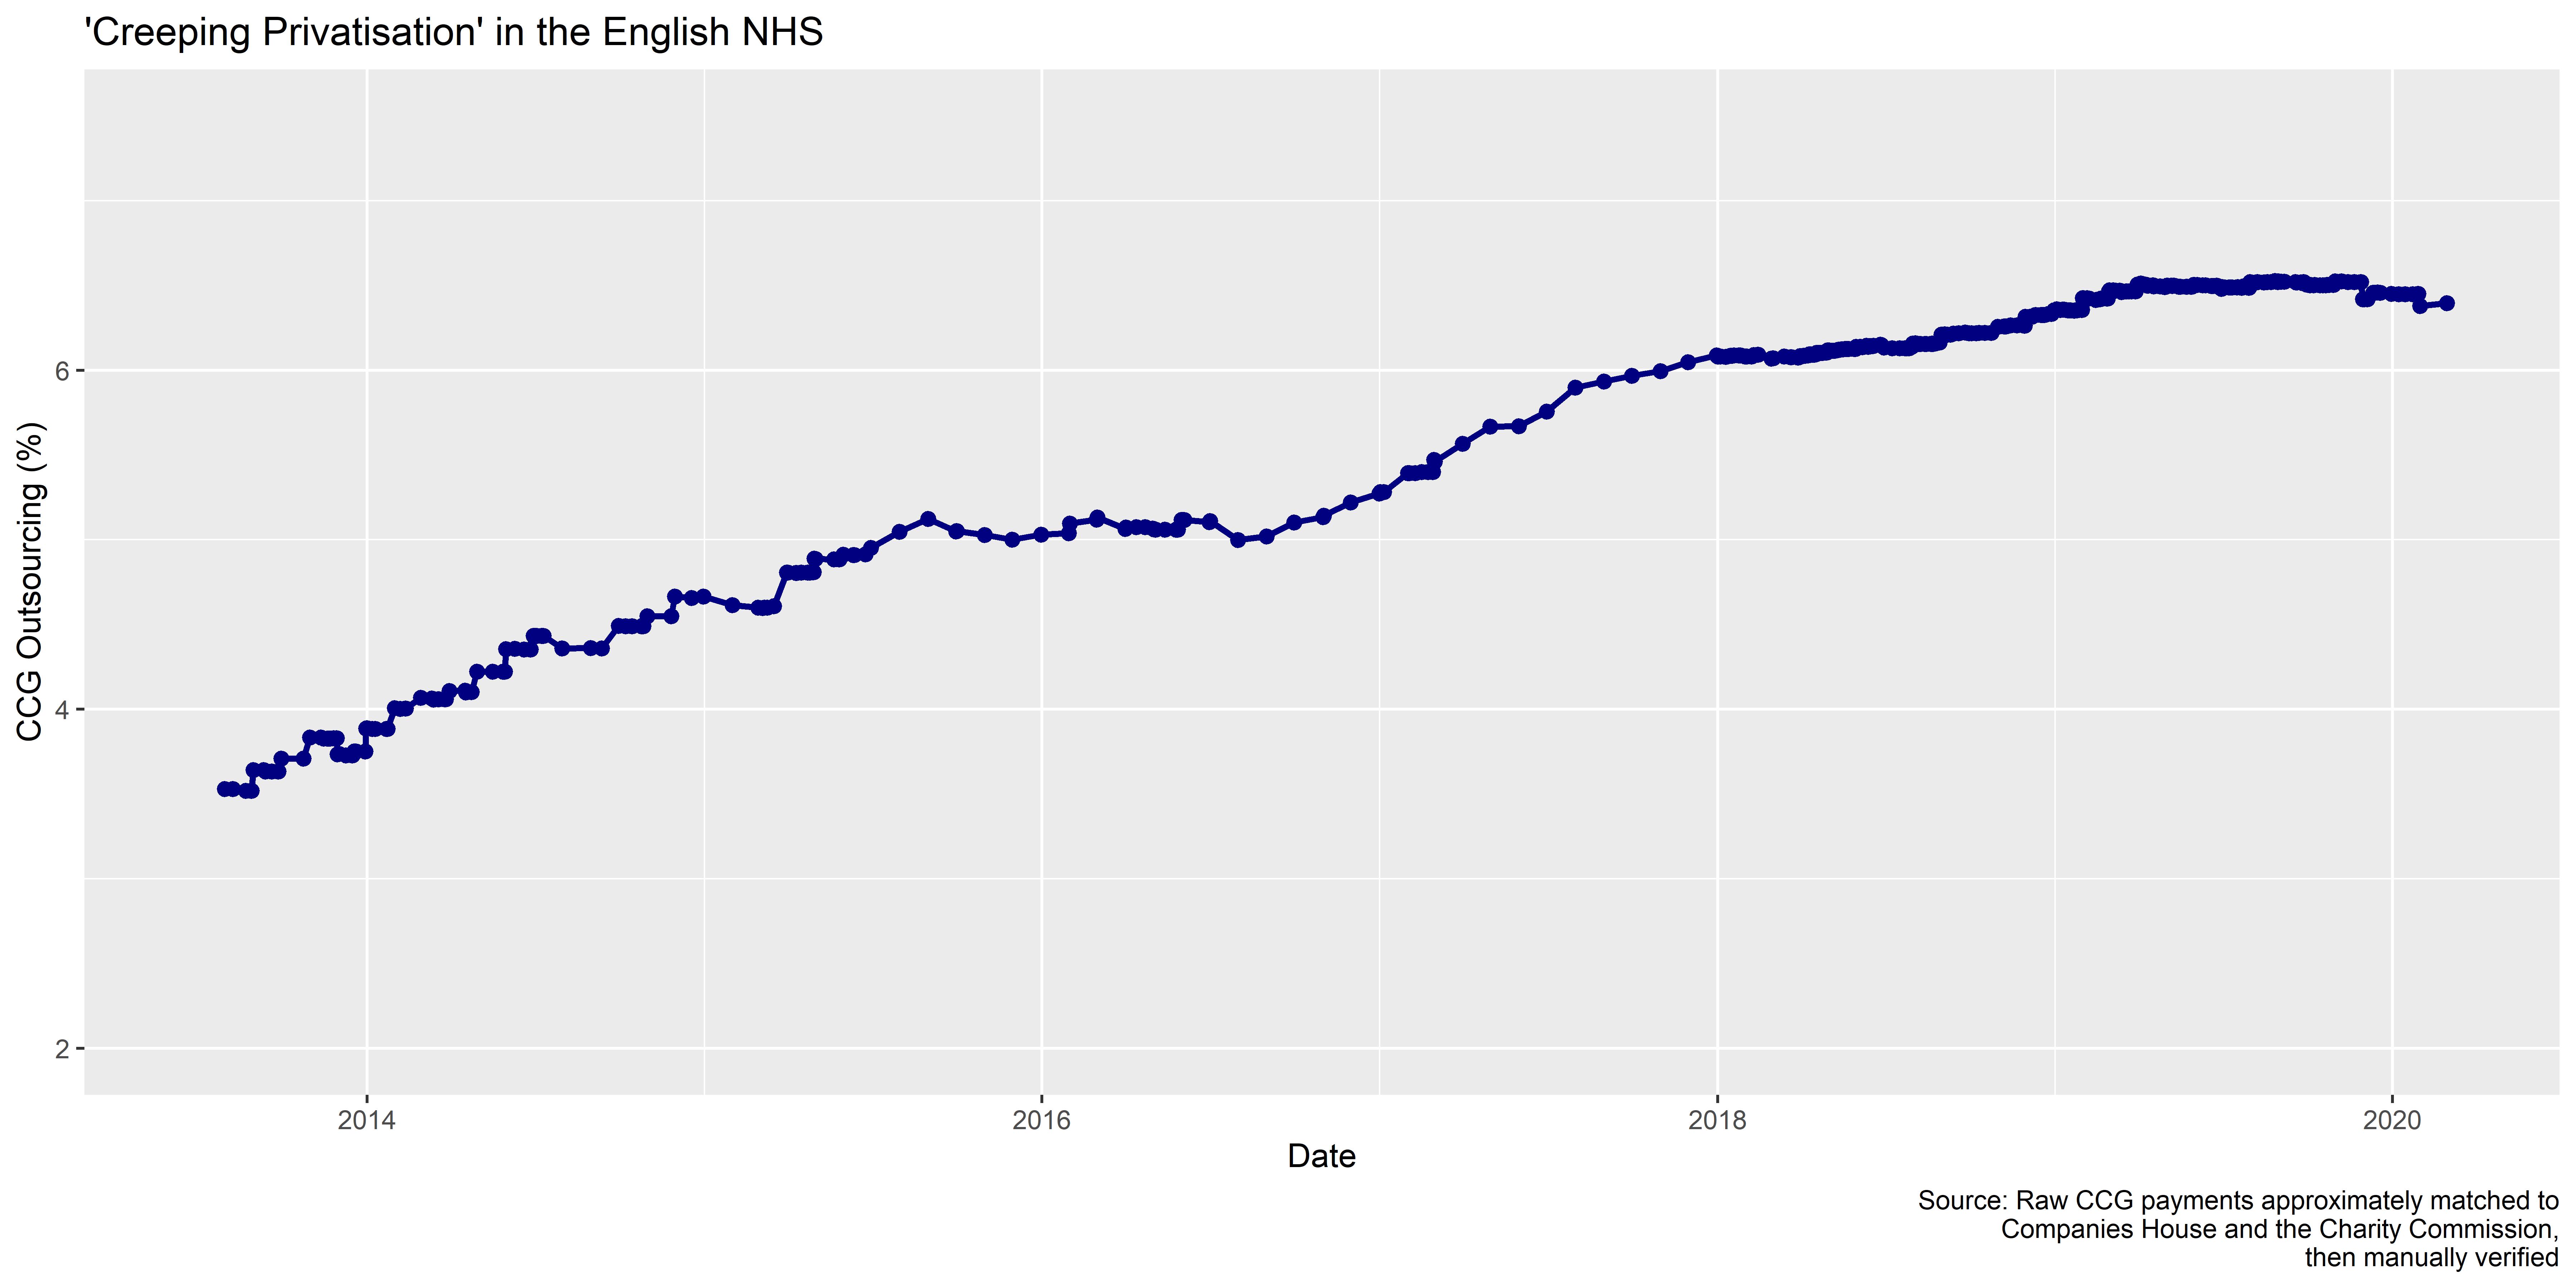 'Creeping Privatisation' in the English NHS
CCG Outsourcing (%)
6
4
2
2014
2016
2018
2020
Date
Source: Raw CCG payments approximately matched to
Companies House and the Charity Commission,
then manually verified